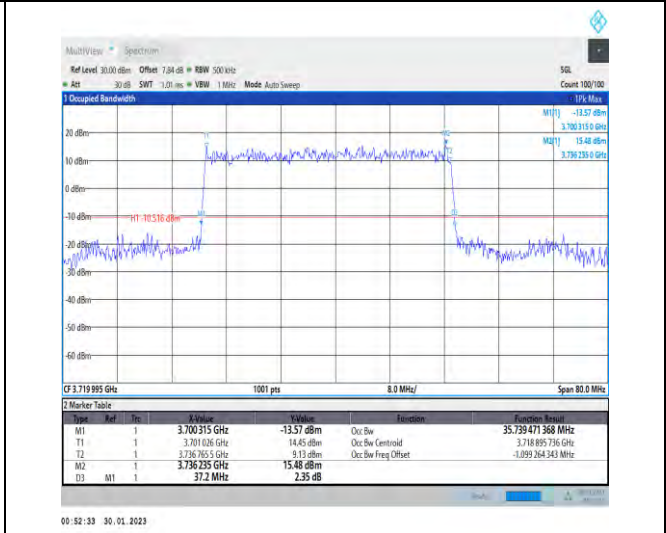 MultiView Spectrum
Ref Level 30.00 dBm Offset 7.84 dB RBW 500 kHz SGL
Att 30 dB SWT 1.01 ms VBW 1 MHz Mode Auto Sweep Count 100/100
1 Occupied Bandwidth 1Pk Max
M1[1] -13.57 dBm
3.700 315 0 GHz
M2[1] 15.48 dBm
3.736 235 0 GHz
20 dBm
T1
M2
T2
10 dBm
0 dBm
-10 dBm
H1 -10.516 dBm
M1
D3
-20 dBm
-30 dBm
-40 dBm
-50 dBm
-60 dBm
CF 3.719 995 GHz 1001 pts 8.0 MHz/ Span 80.0 MHz
2 Marker Table
Type Ref Trc X-Value Y-Value Function Function Result
M1 1 3.700 315 GHz -13.57 dBm Occ Bw 35.739 471 368 MHz
T1 1 3.701 026 GHz 14.45 dBm Occ Bw Centroid 3.718 895 736 GHz
T2 1 3.736 765 5 GHz 9.13 dBm Occ Bw Freq Offset -1.099 264 343 MHz
M2 1 3.736 235 GHz 15.48 dBm
D3 M1 1 37.2 MHz 2.35 dB
Ready
00:52:33 30.01.2023